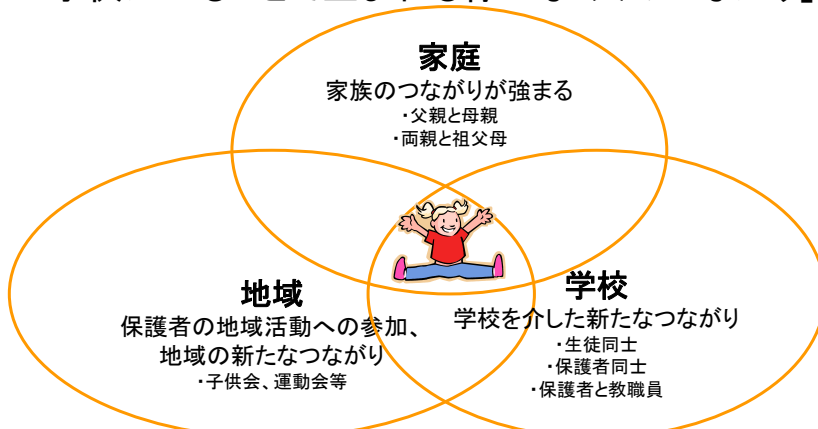 家庭
家族のつながりが強まる
・父親と母親
・両親と祖父母
地域
保護者の地域活動への参加、
地域の新たなつながり
・子供会、運動会等
学校
学校を介した新たなつながり
・生徒同士
・保護者同士
・保護者と教職員